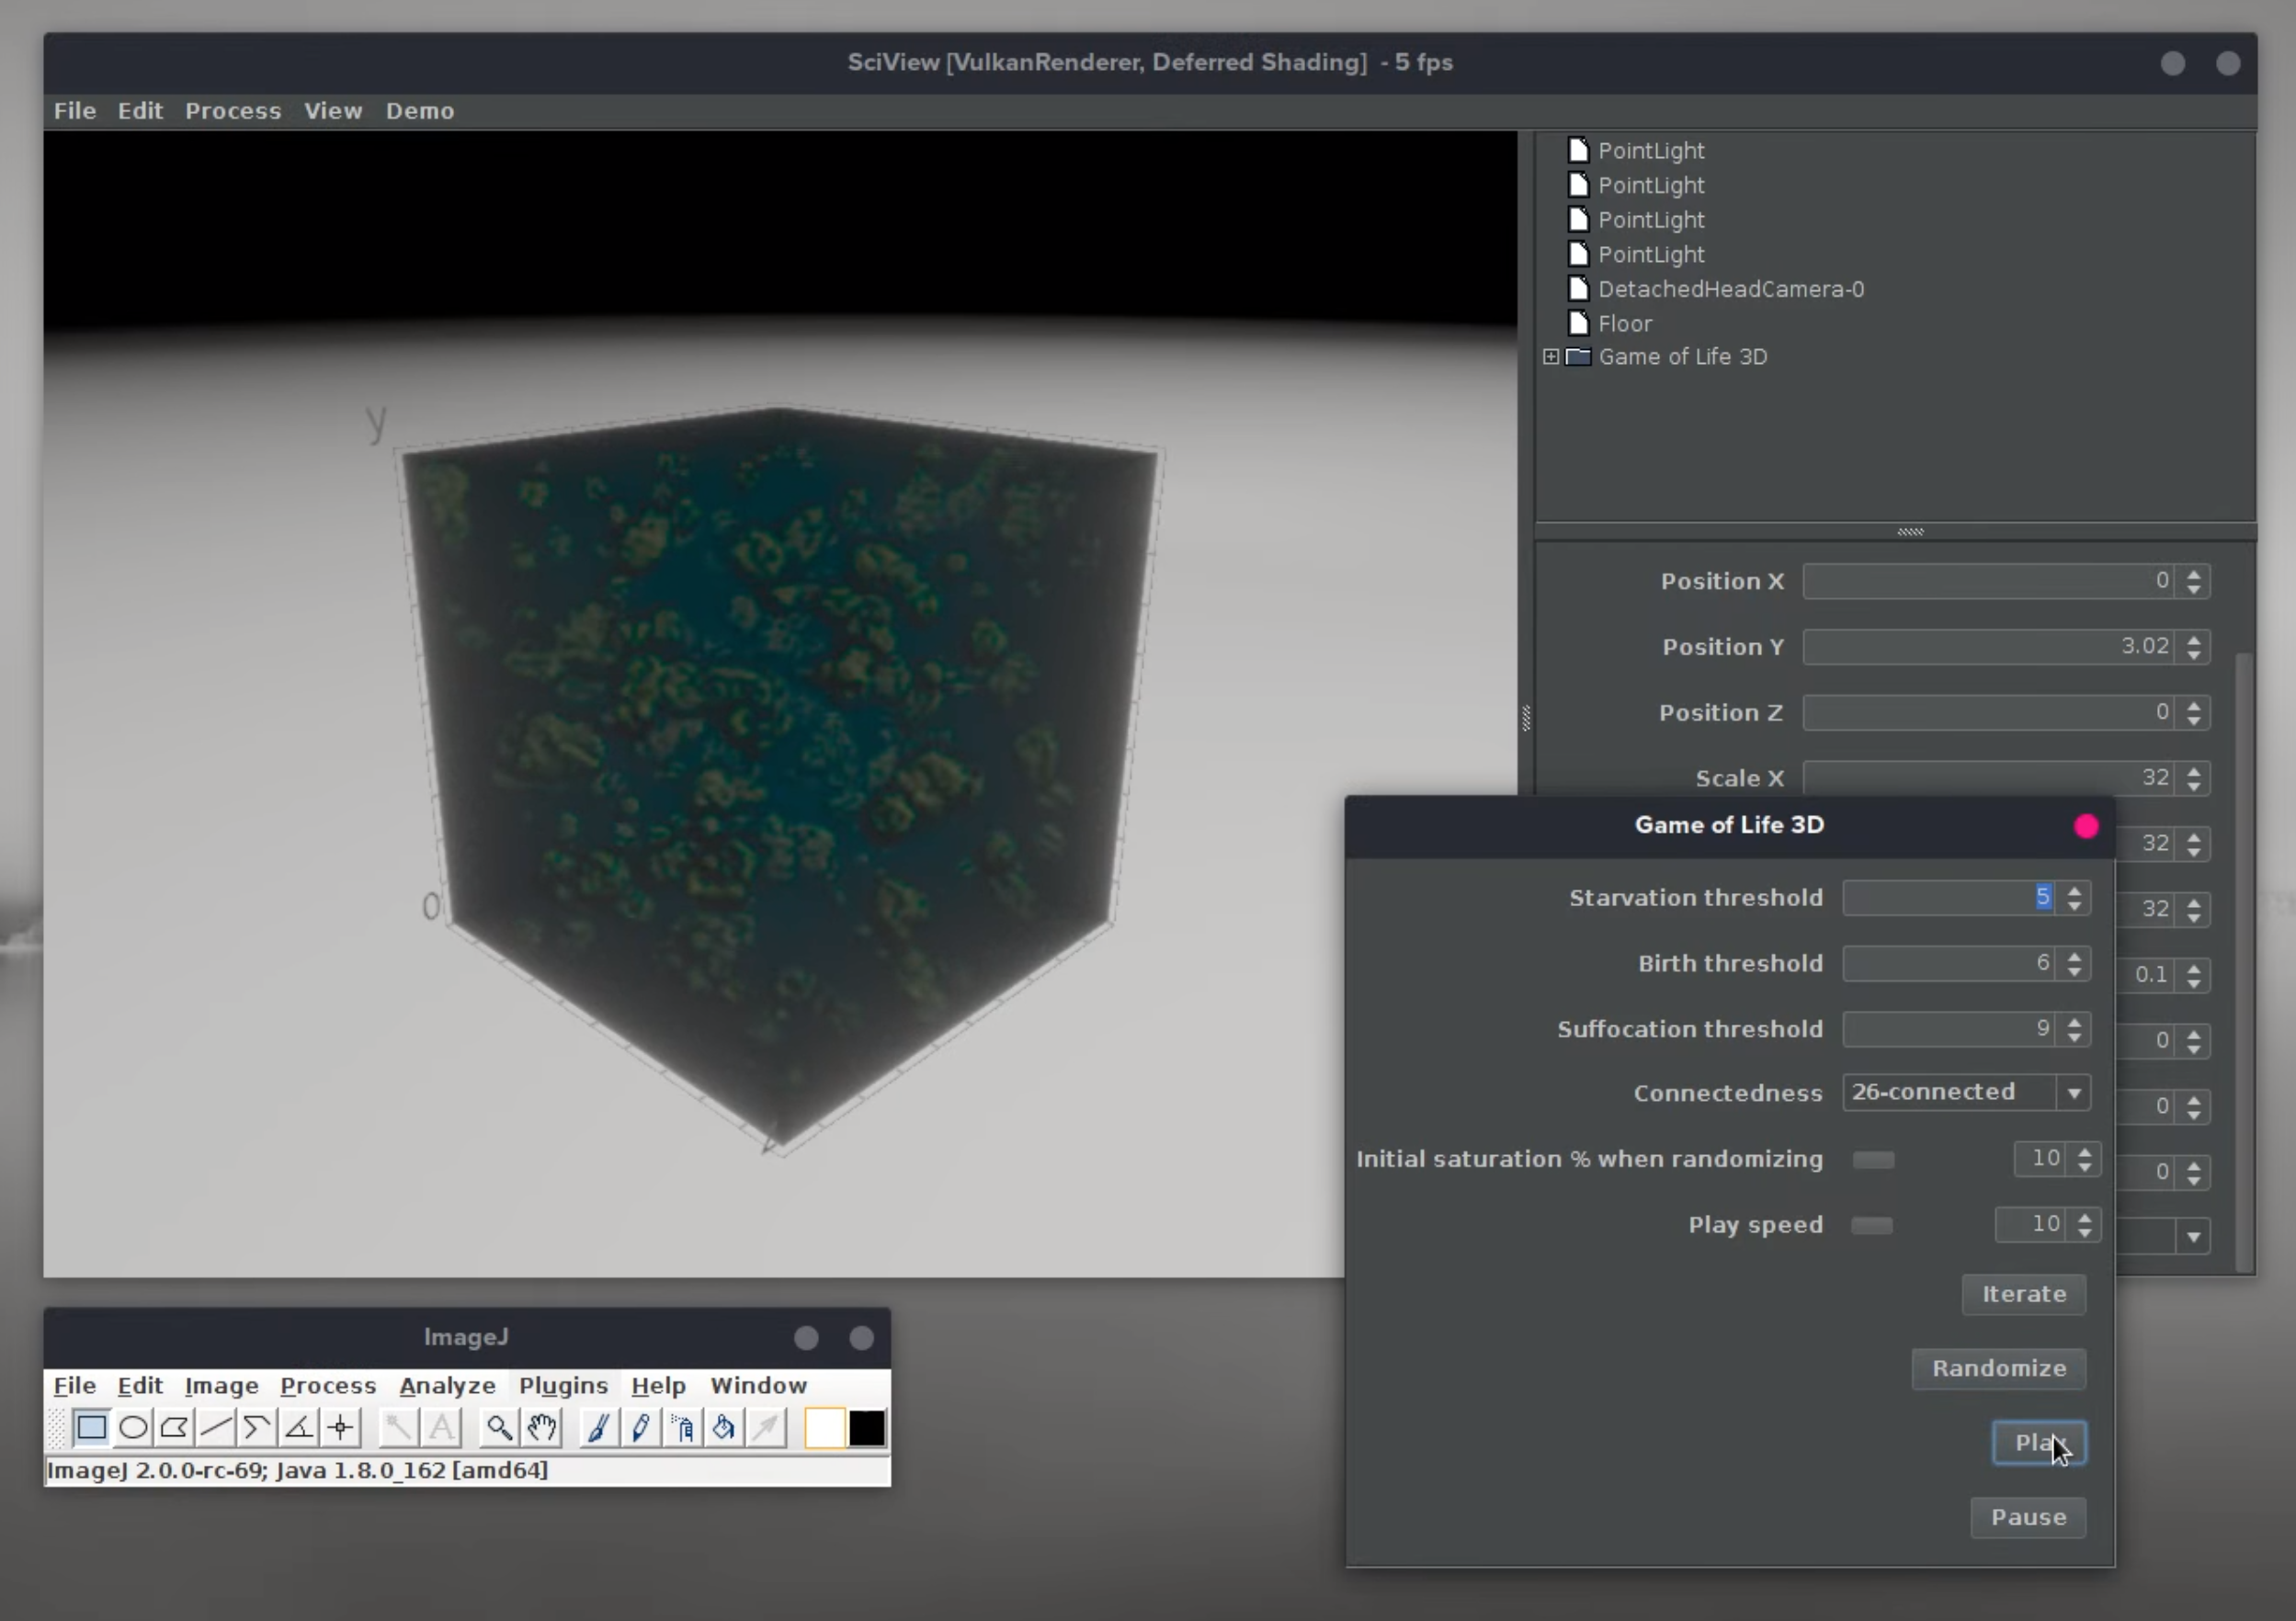 SciView [VulkanRenderer, Deferred Shading] - 5 fps
File Edit Process View Demo
PointLight
PointLight
PointLight
PointLight
DetachedHeadCamera-0
Floor
Game of Life 3D
y
0
Position X 0
Position Y 3.02
Position Z 0
Scale X 32
32
32
0.1
0
0
0
Game of Life 3D
Starvation threshold 5
Birth threshold 6
Suffocation threshold 9
Connectedness 26-connected
Initial saturation % when randomizing 10
Play speed 10
Iterate
Randomize
Play
Pause
ImageJ
File Edit Image Process Analyze Plugins Help Window
A
ImageJ 2.0.0-rc-69; Java 1.8.0_162 [amd64]